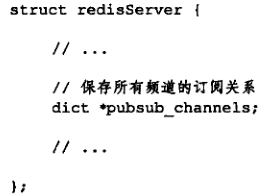 struct redisServer {
// ...
// 保存所有频道的订阅关系
dict *pubsub_channels;
// ...
};